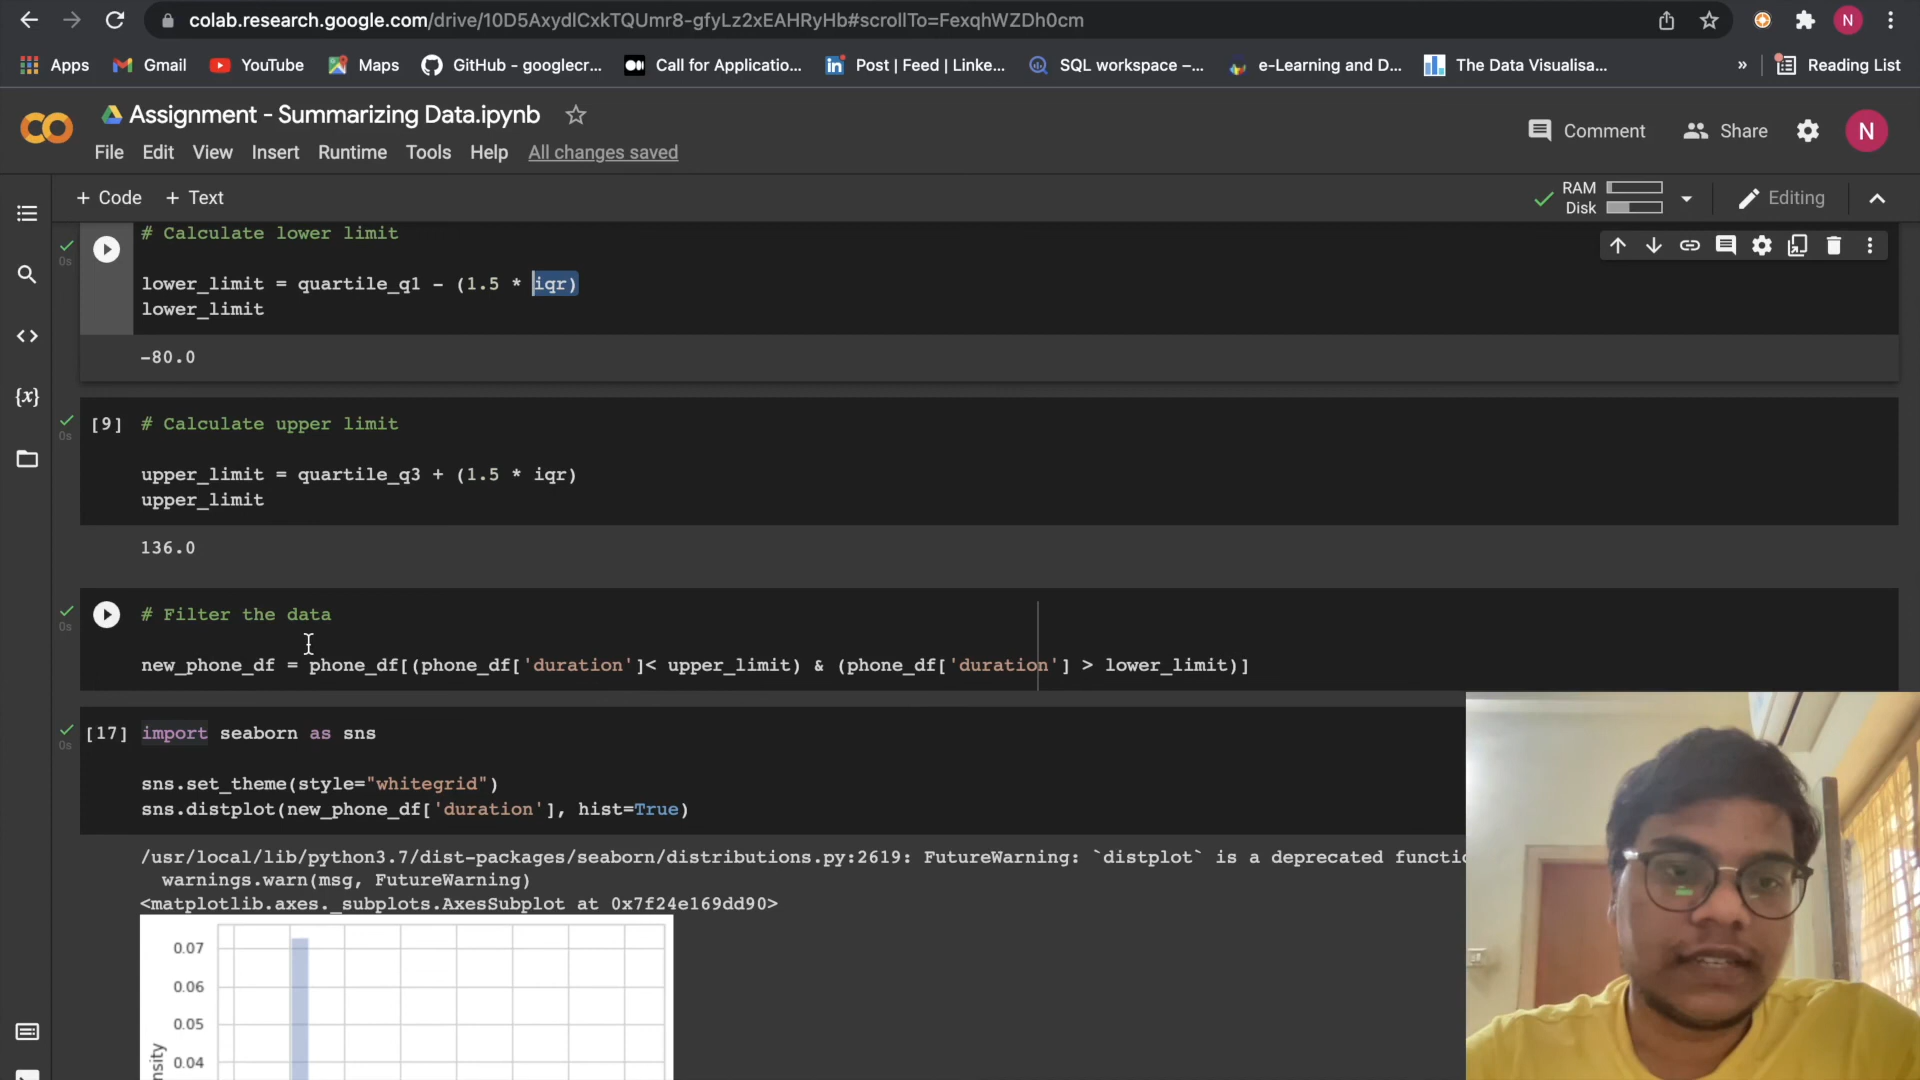 colab.research.google.com/drive/10D5AxydlCxkTQUmr8-gfyLz2xEAHRyHb#scrollTo=FexqhWZDh0cm
N
Apps
Gmail
YouTube
Maps
GitHub - googlecr...
Call for Applicatio...
Post | Feed | Linke...
SQL workspace –...
e-Learning and D...
The Data Visualisa...
»
Reading List
Assignment - Summarizing Data.ipynb
Comment
Share
N
File
Edit
View
Insert
Runtime
Tools
Help
All changes saved
+ Code
+ Text
RAM
Disk
Editing
# Calculate lower limit
0s
lower_limit = quartile_q1 - (1.5 * iqr)
lower_limit
-80.0
[9]
# Calculate upper limit
0s
upper_limit = quartile_q3 + (1.5 * iqr)
upper_limit
136.0
# Filter the data
0s
new_phone_df = phone_df[(phone_df['duration']< upper_limit) & (phone_df['duration'] > lower_limit)]
[17]
import seaborn as sns
0s
sns.set_theme(style="whitegrid")
sns.distplot(new_phone_df['duration'], hist=True)
/usr/local/lib/python3.7/dist-packages/seaborn/distributions.py:2619: FutureWarning: `distplot` is a deprecated functio
warnings.warn(msg, FutureWarning)
<matplotlib.axes._subplots.AxesSubplot at 0x7f24e169dd90>
0.07
0.06
0.05
0.04
nsity